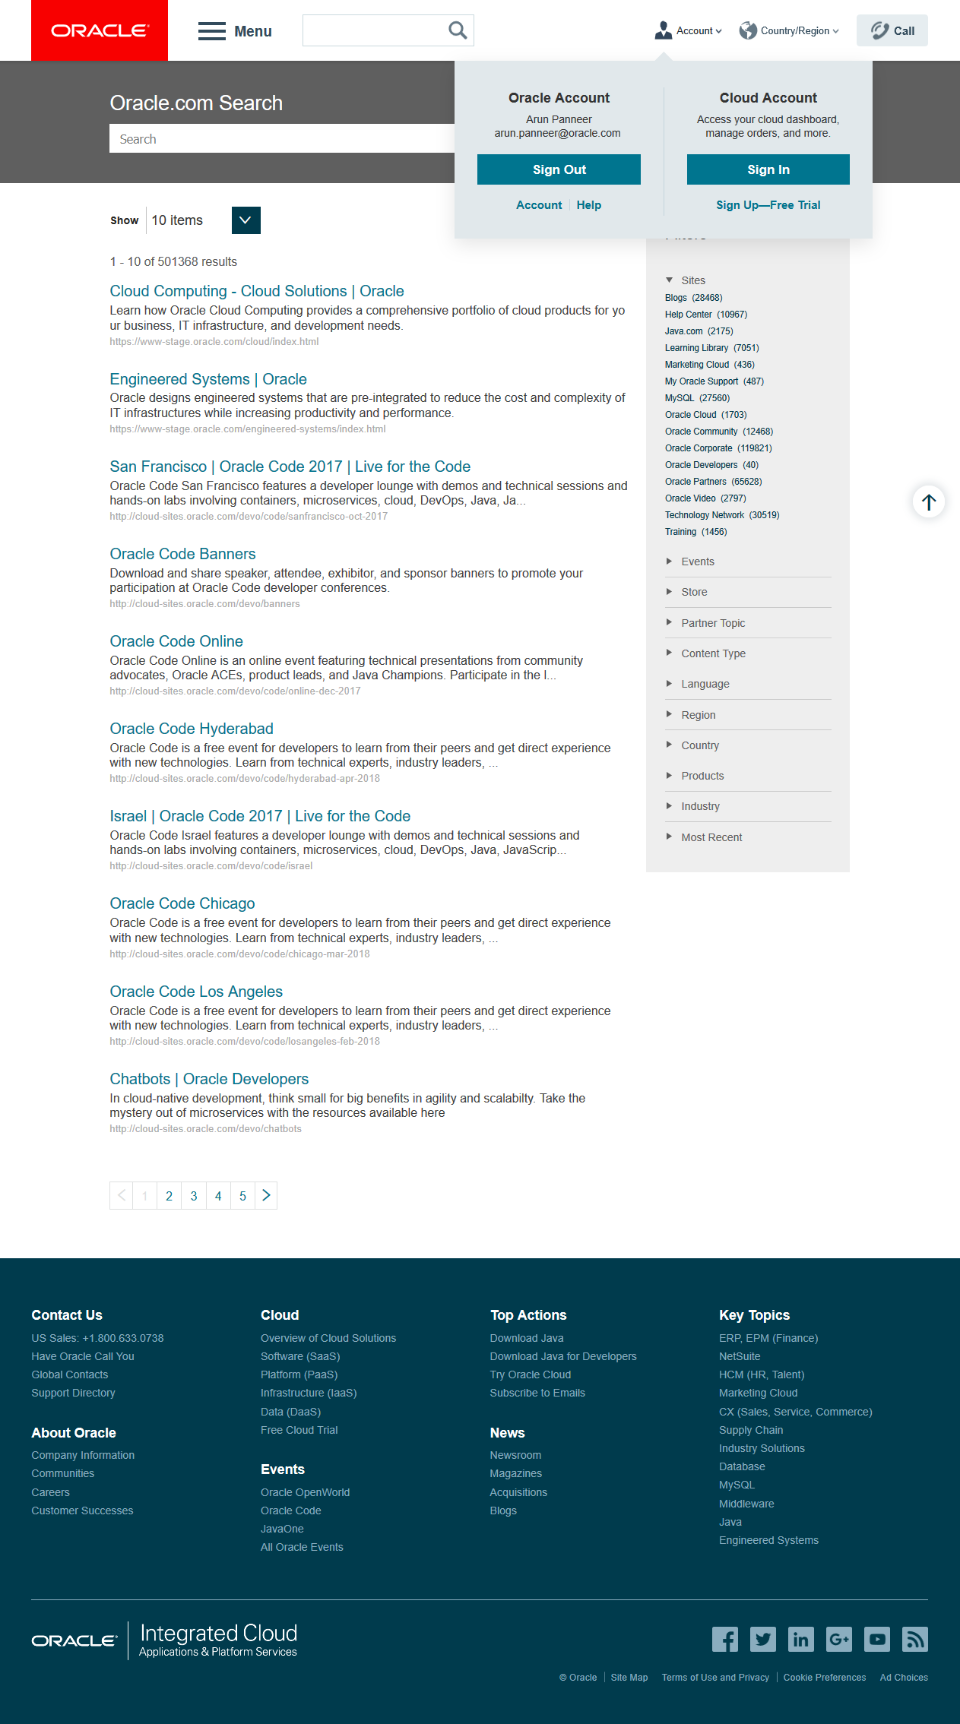 ORACLE
Menu
Account
Country/Region
Call
Oracle Account
Arun Panneer
arun.panneer@oracle.com
Sign Out
Account
Help
Cloud Account
Access your cloud dashboard,
manage orders, and more.
Sign In
Sign Up—Free Trial
Oracle.com Search
Search
Show
10 items
1 - 10 of 501368 results
Cloud Computing - Cloud Solutions | Oracle
Learn how Oracle Cloud Computing provides a comprehensive portfolio of cloud products for yo
ur business, IT infrastructure, and development needs.
https://www-stage.oracle.com/cloud/index.html
Engineered Systems | Oracle
Oracle designs engineered systems that are pre-integrated to reduce the cost and complexity of
IT infrastructures while increasing productivity and performance.
https://www-stage.oracle.com/engineered-systems/index.html
San Francisco | Oracle Code 2017 | Live for the Code
Oracle Code San Francisco features a developer lounge with demos and technical sessions and
hands-on labs involving containers, microservices, cloud, DevOps, Java, Ja...
http://cloud-sites.oracle.com/devo/code/sanfrancisco-oct-2017
Oracle Code Banners
Download and share speaker, attendee, exhibitor, and sponsor banners to promote your
participation at Oracle Code developer conferences.
http://cloud-sites.oracle.com/devo/banners
Oracle Code Online
Oracle Code Online is an online event featuring technical presentations from community
advocates, Oracle ACEs, product leads, and Java Champions. Participate in the l...
http://cloud-sites.oracle.com/devo/code/online-dec-2017
Oracle Code Hyderabad
Oracle Code is a free event for developers to learn from their peers and get direct experience
with new technologies. Learn from technical experts, industry leaders, ...
http://cloud-sites.oracle.com/devo/code/hyderabad-apr-2018
Israel | Oracle Code 2017 | Live for the Code
Oracle Code Israel features a developer lounge with demos and technical sessions and
hands-on labs involving containers, microservices, cloud, DevOps, Java, JavaScrip...
http://cloud-sites.oracle.com/devo/code/israel
Oracle Code Chicago
Oracle Code is a free event for developers to learn from their peers and get direct experience
with new technologies. Learn from technical experts, industry leaders, ...
http://cloud-sites.oracle.com/devo/code/chicago-mar-2018
Oracle Code Los Angeles
Oracle Code is a free event for developers to learn from their peers and get direct experience
with new technologies. Learn from technical experts, industry leaders, ...
http://cloud-sites.oracle.com/devo/code/losangeles-feb-2018
Chatbots | Oracle Developers
In cloud-native development, think small for big benefits in agility and scalabilty. Take the
mystery out of microservices with the resources available here
http://cloud-sites.oracle.com/devo/chatbots
1 2 3 4 5
Sites
Blogs (28468)
Help Center (10967)
Java.com (2175)
Learning Library (7051)
Marketing Cloud (436)
My Oracle Support (487)
MySQL (27560)
Oracle Cloud (1703)
Oracle Community (12468)
Oracle Corporate (119821)
Oracle Developers (40)
Oracle Partners (65628)
Oracle Video (2797)
Technology Network (30519)
Training (1456)
Events
Store
Partner Topic
Content Type
Language
Region
Country
Products
Industry
Most Recent
Contact Us
US Sales: +1.800.633.0738
Have Oracle Call You
Global Contacts
Support Directory
About Oracle
Company Information
Communities
Careers
Customer Successes
Cloud
Overview of Cloud Solutions
Software (SaaS)
Platform (PaaS)
Infrastructure (IaaS)
Data (DaaS)
Free Cloud Trial
Events
Oracle OpenWorld
Oracle Code
JavaOne
All Oracle Events
Top Actions
Download Java
Download Java for Developers
Try Oracle Cloud
Subscribe to Emails
News
Newsroom
Magazines
Acquisitions
Blogs
Key Topics
ERP, EPM (Finance)
NetSuite
HCM (HR, Talent)
Marketing Cloud
CX (Sales, Service, Commerce)
Supply Chain
Industry Solutions
Database
MySQL
Middleware
Java
Engineered Systems
ORACLE
Integrated Cloud
Applications & Platform Services
© Oracle | Site Map Terms of Use and Privacy | Cookie Preferences Ad Choices